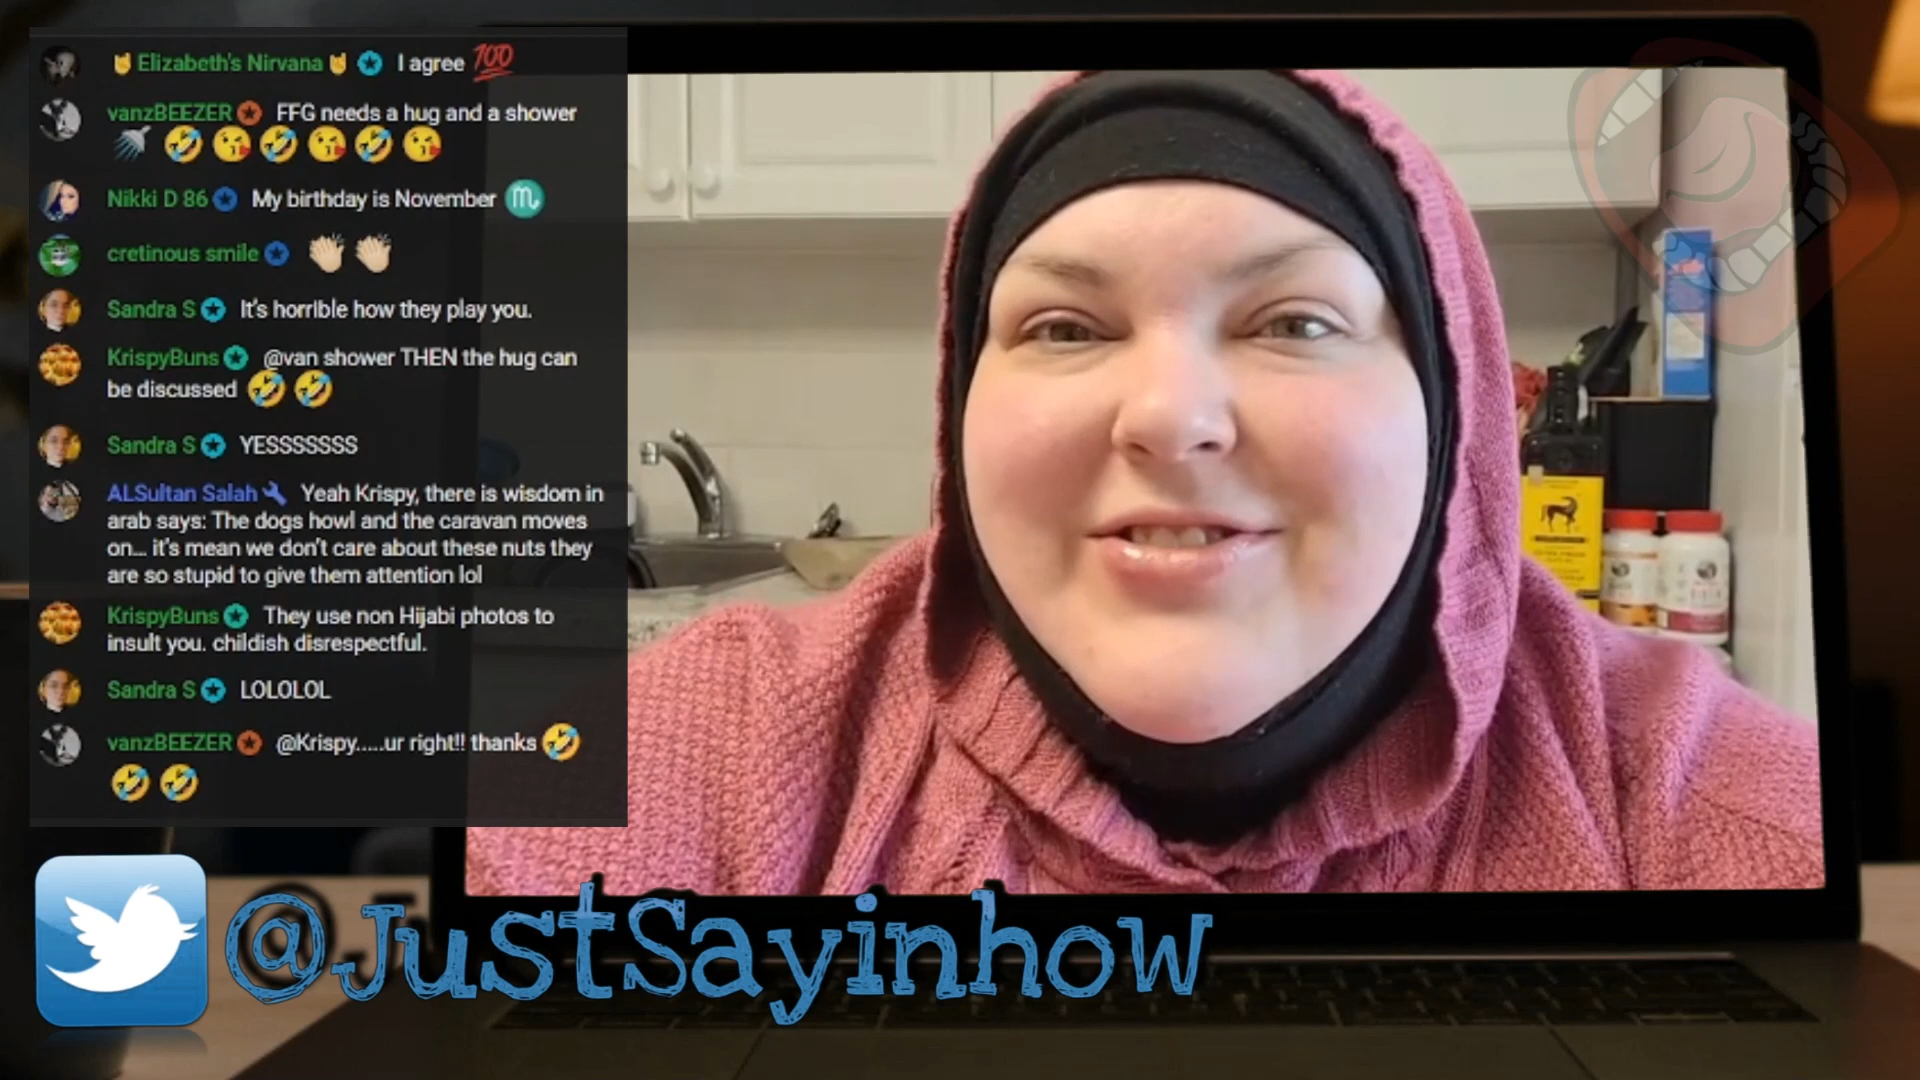 Elizabeth's Nirvana I agree 100
vanzBEEZER FFG needs a hug and a shower
Nikki D 86 My birthday is November
cretinous smile
Sandra S It's horrible how they play you.
KrispyBuns @van shower THEN the hug can
be discussed
Sandra S YESSSSSSS
ALSultan Salah Yeah Krispy, there is wisdom in
arab says: The dogs howl and the caravan moves
on... it's mean we don't care about these nuts they
are so stupid to give them attention lol
KrispyBuns They use non Hijabi photos to
insult you. childish disrespectful.
Sandra S LOLOLOL
vanzBEEZER @Krispy.....ur right!! thanks
@JustSayinhow